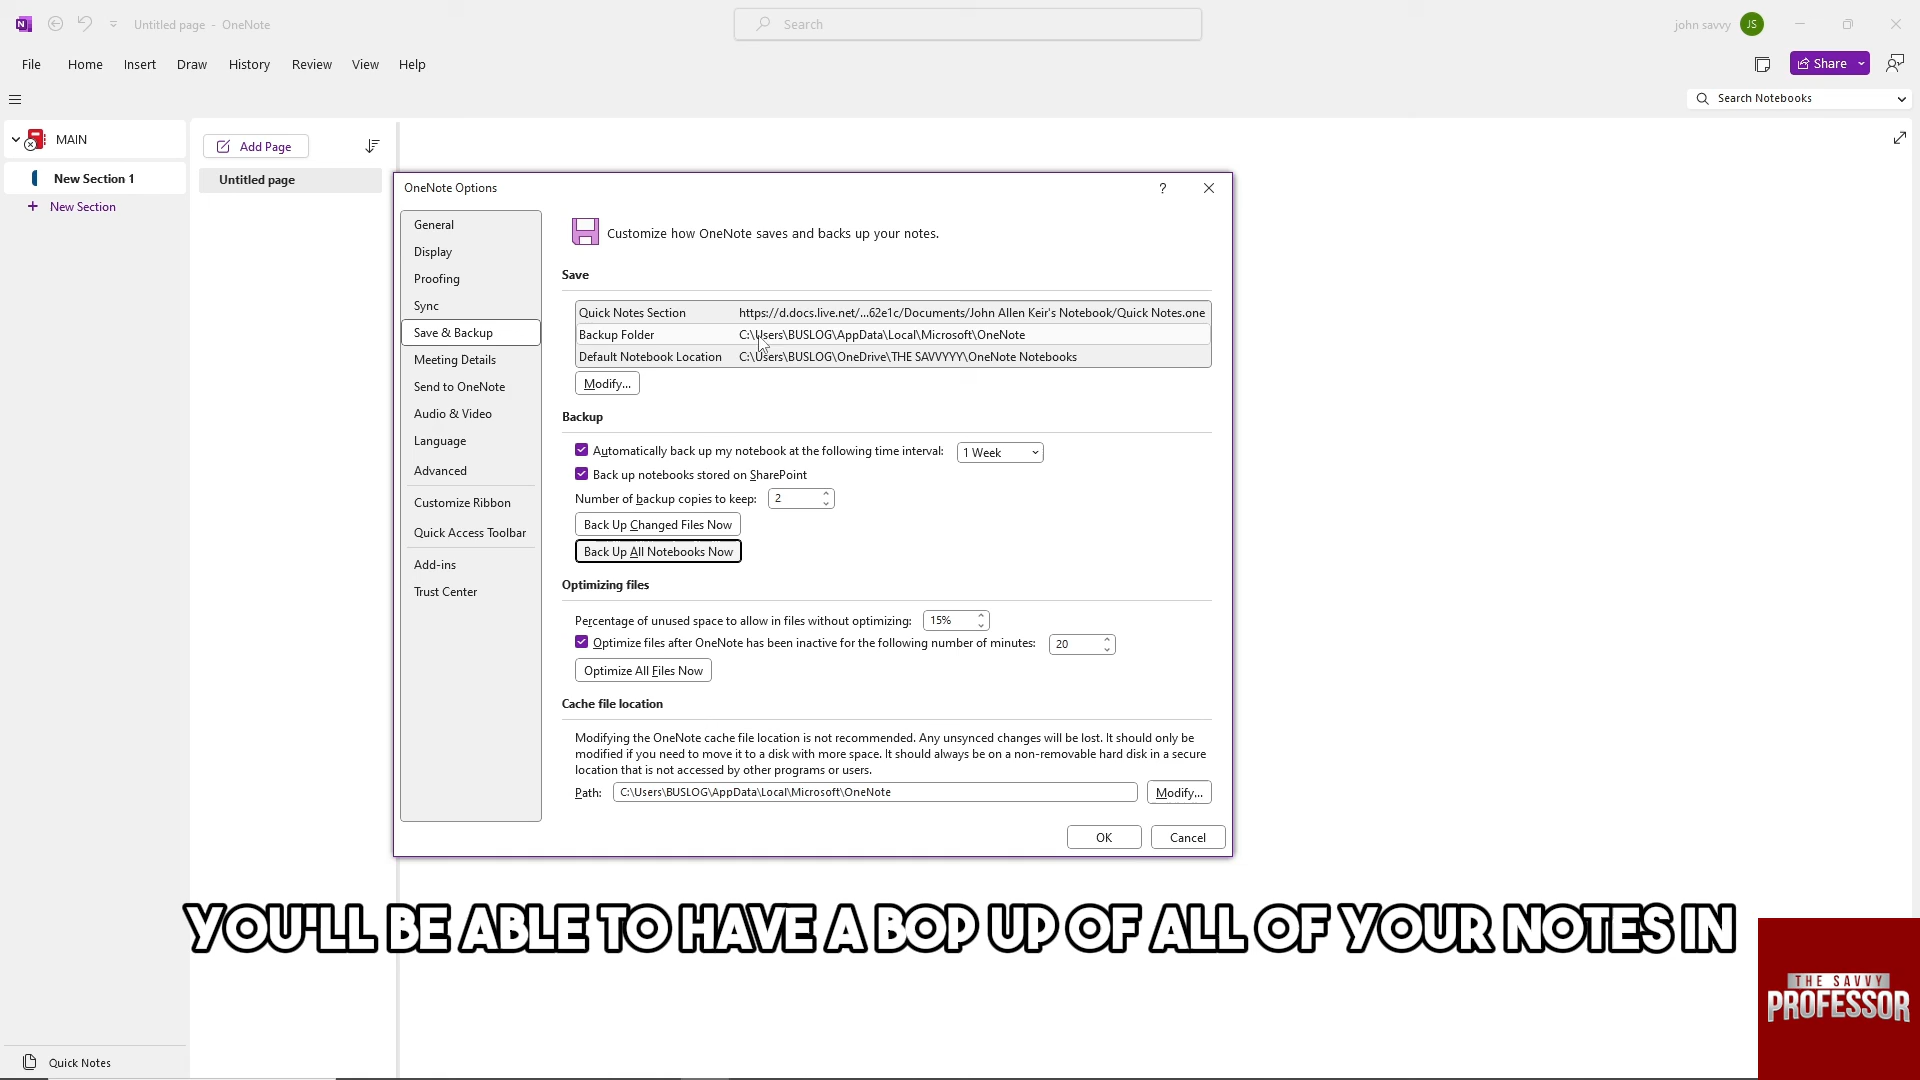 Untitled page - OneNote
Search
john savvy JS
File Home Insert Draw History Review View Help
Share
Search Notebooks
MAIN
New Section 1
New Section
Add Page
Untitled page
OneNote Options
?
General
Display
Proofing
Sync
Save & Backup
Meeting Details
Send to OneNote
Audio & Video
Language
Advanced
Customize Ribbon
Quick Access Toolbar
Add-ins
Trust Center
Customize how OneNote saves and backs up your notes.
Save
Quick Notes Section https://d.docs.live.net/...62e1c/Documents/John Allen Keir's Notebook/Quick Notes.one
Backup Folder C:\Users\BUSLOG\AppData\Local\Microsoft\OneNote
Default Notebook Location C:\Users\BUSLOG\OneDrive\THE SAVVYYY\OneNote Notebooks
Modify...
Backup
Automatically back up my notebook at the following time interval: 1 Week
Back up notebooks stored on SharePoint
Number of backup copies to keep: 2
Back Up Changed Files Now
Back Up All Notebooks Now
Optimizing files
Percentage of unused space to allow in files without optimizing: 15%
Optimize files after OneNote has been inactive for the following number of minutes: 20
Optimize All Files Now
Cache file location
Modifying the OneNote cache file location is not recommended. Any unsynced changes will be lost. It should only be
modified if you need to move it to a disk with more space. It should always be on a non-removable hard disk in a secure
location that is not accessed by other programs or users.
Path: C:\Users\BUSLOG\AppData\Local\Microsoft\OneNote Modify...
OK Cancel
YOU'LL BE ABLE TO HAVE A BOP UP OF ALL OF YOUR NOTES IN
THE SAVVY
PROFESSOR
Quick Notes